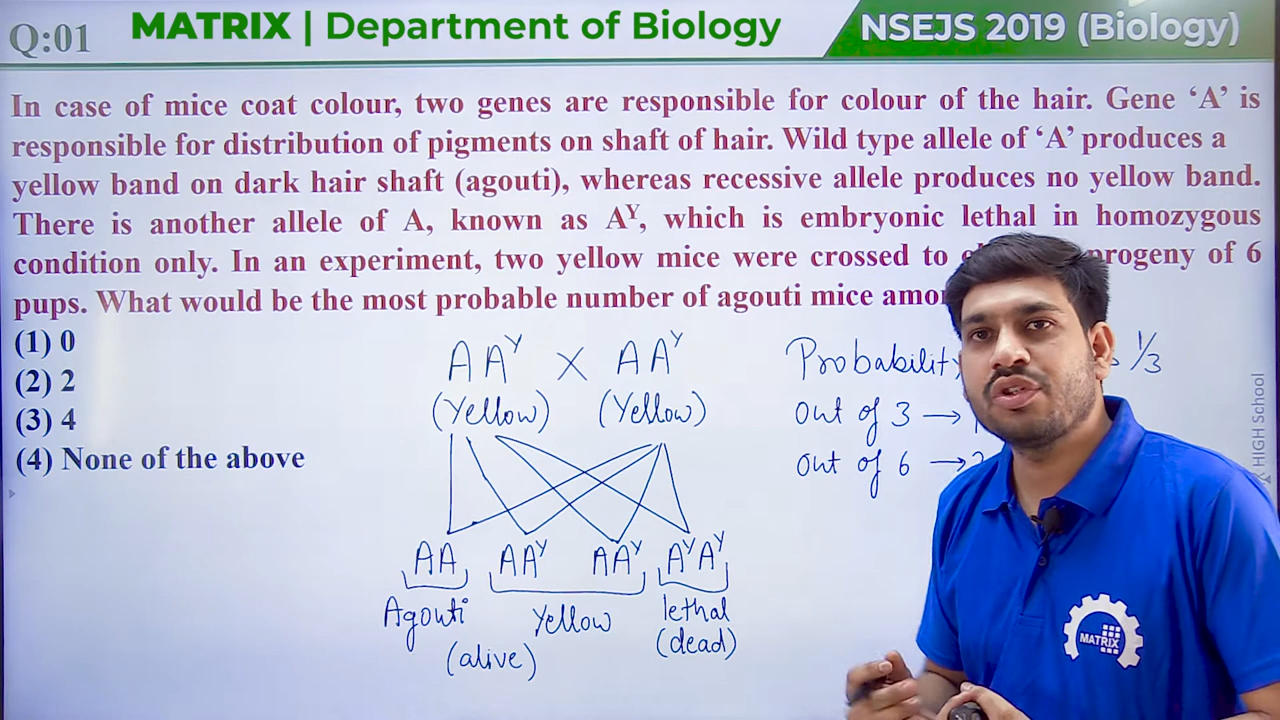 Q:01
MATRIX | Department of Biology
NSEJS 2019 (Biology)
In case of mice coat colour, two genes are responsible for colour of the hair. Gene ‘A’ is
responsible for distribution of pigments on shaft of hair. Wild type allele of ‘A’ produces a
yellow band on dark hair shaft (agouti), whereas recessive allele produces no yellow band.
There is another allele of A, known as Aʸ, which is embryonic lethal in homozygous
condition only. In an experiment, two yellow mice were crossed to progeny of 6
pups. What would be the most probable number of agouti mice
(1) 0
(2) 2
(3) 4
(4) None of the above
A Aʸ × A Aʸ
(Yellow) (Yellow)
AA AAʸ AAʸ AʸAʸ
Agouti Yellow lethal
(alive) (dead)
⅓
out of 3 →
out of 6 →
HIGH School
MATRIX